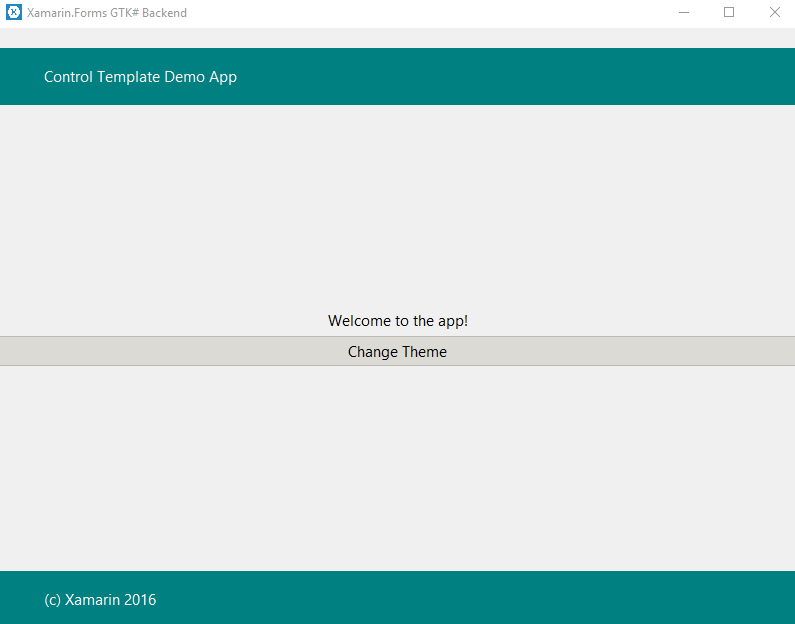 Xamarin.Forms GTK# Backend
Control Template Demo App
Welcome to the app!
Change Theme
(c) Xamarin 2016